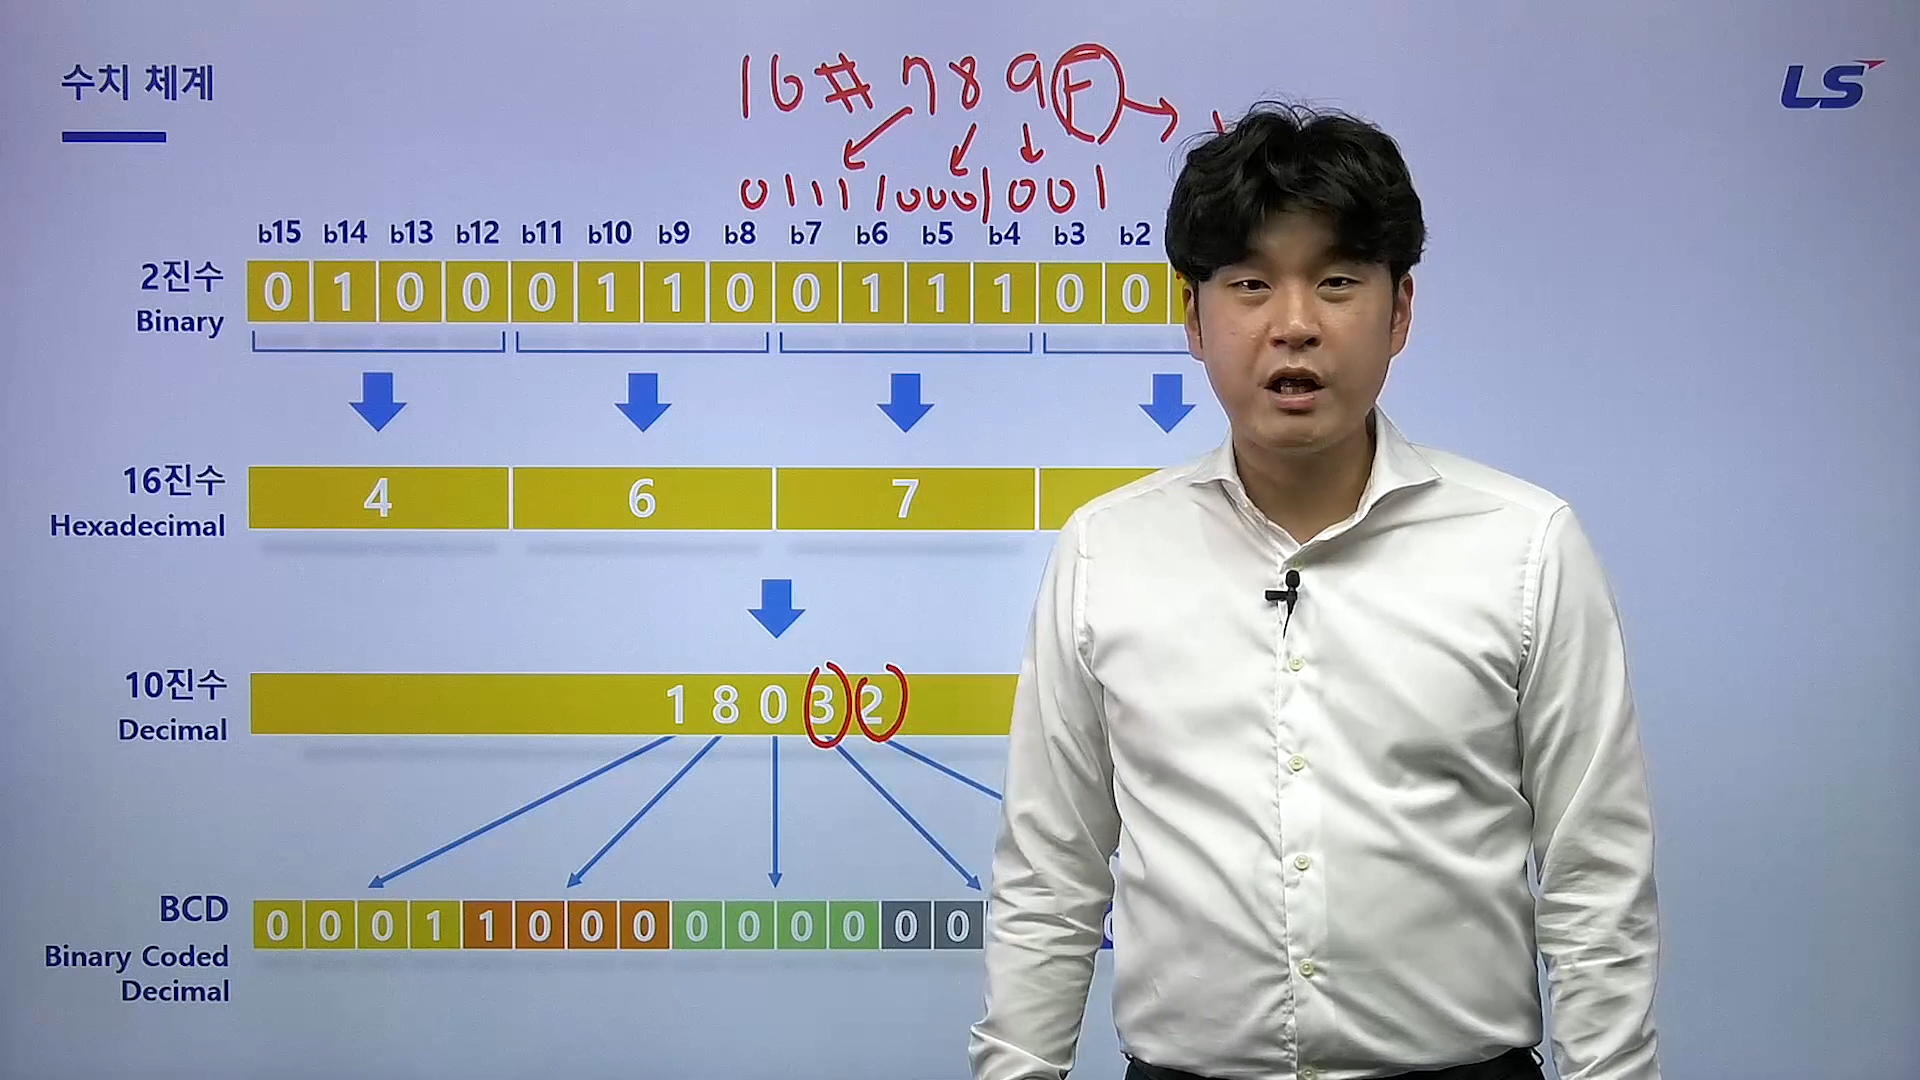 수치 체계
16#789F
LS
0111 1000 1001
b15 b14 b13 b12 b11 b10 b9 b8 b7 b6 b5 b4 b3 b2
2진수 0 1 0 0 0 1 1 0 0 1 1 1 0 0
Binary
16진수 4 6 7
Hexadecimal
10진수 1 8 0 3 2
Decimal
BCD 0 0 0 1 1 0 0 0 0 0 0 0 0 0
Binary Coded
Decimal